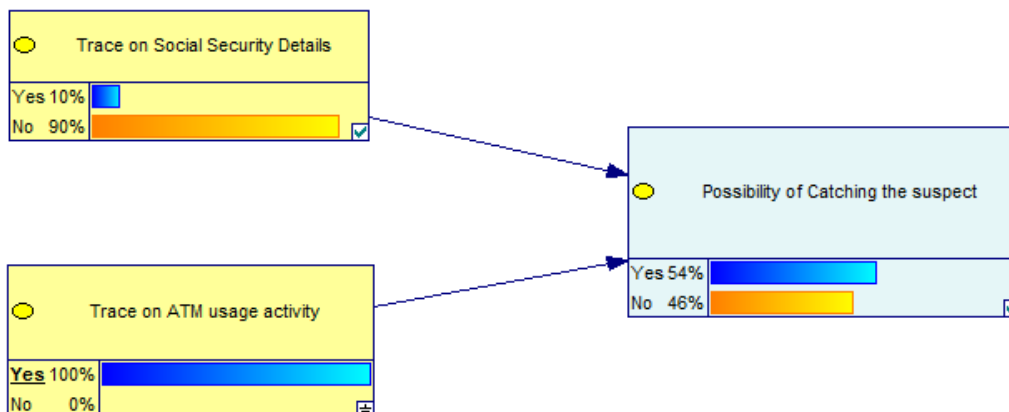 Trace on Social Security Details
Yes 10%
No 90%
Possibility of Catching the suspect
Yes 54%
No 46%
Trace on ATM usage activity
Yes 100%
No 0%